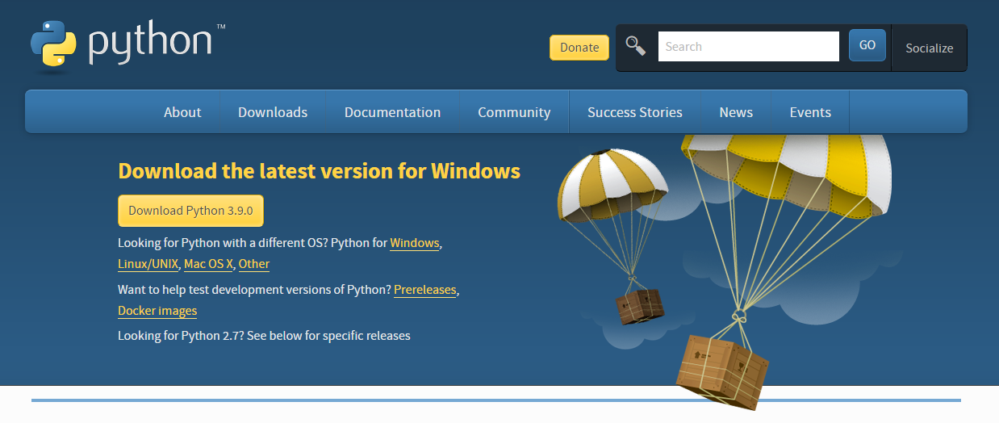 python™
Donate
Search
GO
Socialize
About
Downloads
Documentation
Community
Success Stories
News
Events
Download the latest version for Windows
Download Python 3.9.0
Looking for Python with a different OS? Python for Windows,
Linux/UNIX, Mac OS X, Other
Want to help test development versions of Python? Prereleases,
Docker images
Looking for Python 2.7? See below for specific releases